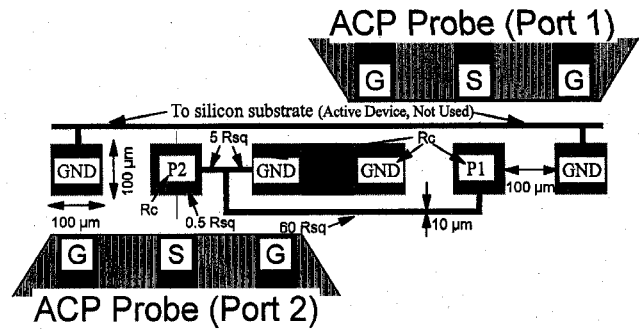 ACP Probe (Port 1)
G S G
To silicon substrate (Active Device, Not Used)
5 Rsq
Rc
GND P2 GND GND P1 GND
100 µm
100 µm
100 µm
Rc
0.5 Rsq
60 Rsq
10 µm
G S G
ACP Probe (Port 2)